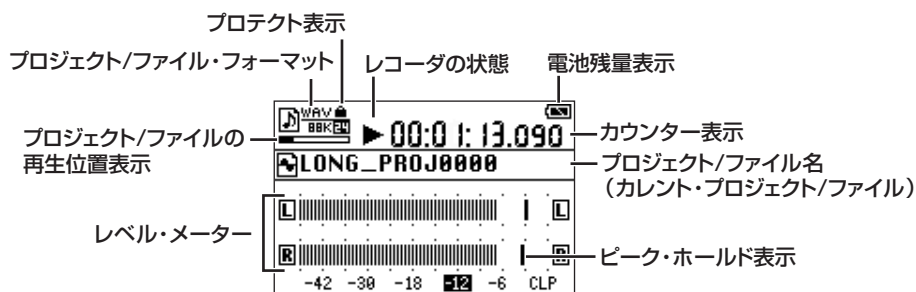 プロテクト表示
プロジェクト/ファイル・フォーマット
レコーダの状態
電池残量表示
WAV
88K 24
00:01:13.090
カウンター表示
プロジェクト/ファイルの
再生位置表示
LONG_PROJ0000
プロジェクト/ファイル名
（カレント・プロジェクト/ファイル）
L L
レベル・メーター
R R
ピーク・ホールド表示
-42 -30 -18 -12 -6 CLP